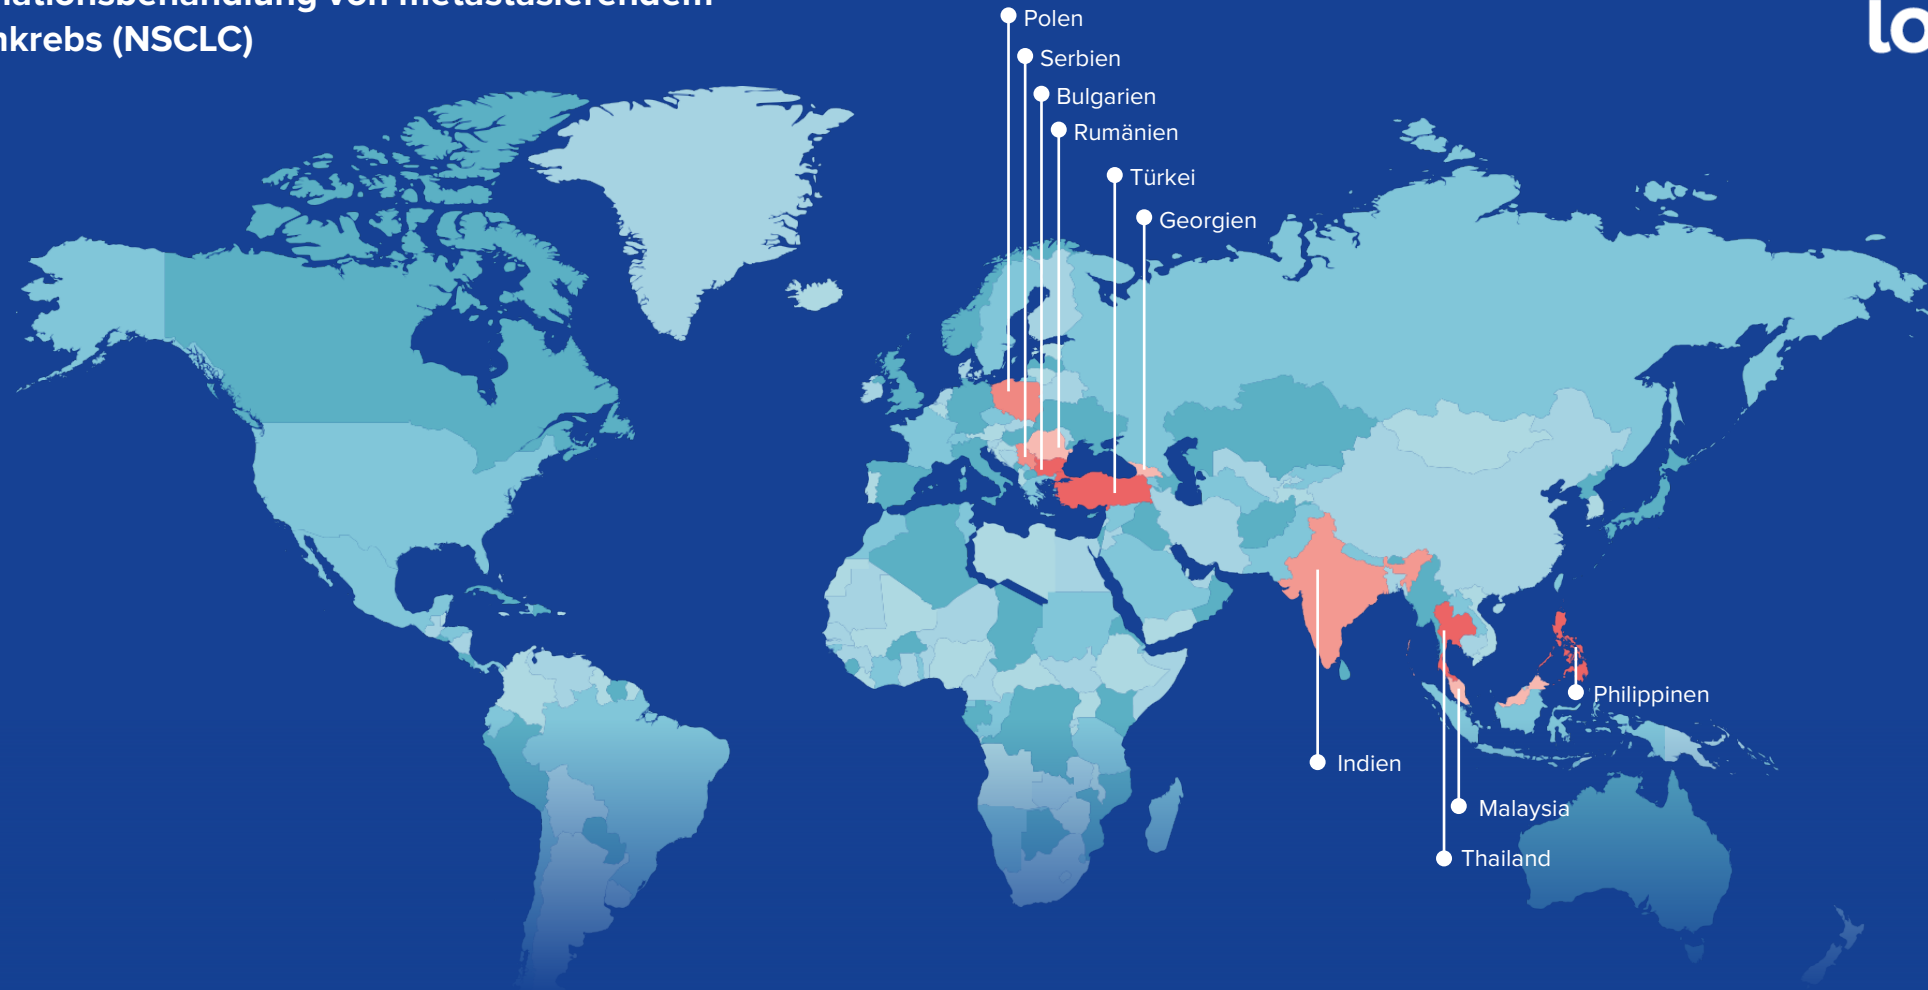 nkrebs (NSCLC)
Polen
Serbien
Bulgarien
Rumänien
Türkei
Georgien
Philippinen
Indien
Malaysia
Thailand